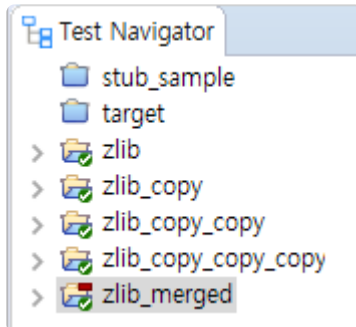 Test Navigator
stub_sample
target
zlib
zlib_copy
zlib_copy_copy
zlib_copy_copy_copy
zlib_merged